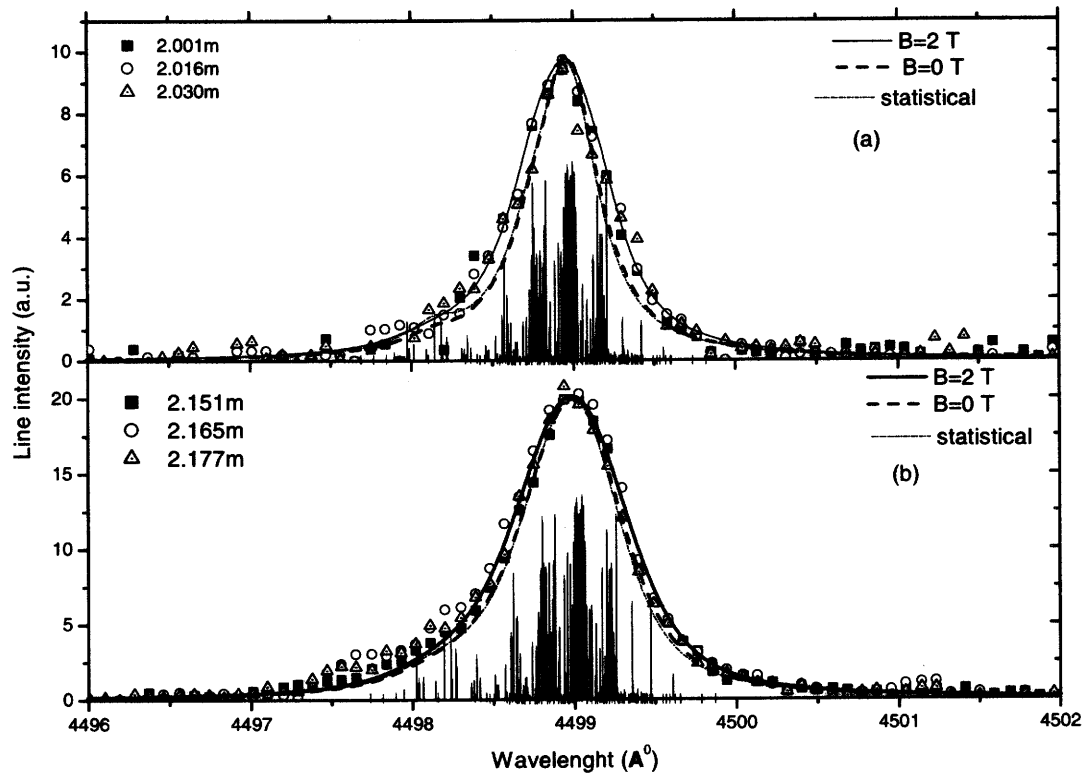 2.001m
2.016m
2.030m
B=2 T
B=0 T
statistical
(a)
10
8
6
4
2
0
Line intensity (a.u.)
2.151m
2.165m
2.177m
B=2 T
B=0 T
statistical
(b)
20
15
10
5
0
4496 4497 4498 4499 4500 4501 4502
Wavelenght (A⁰)